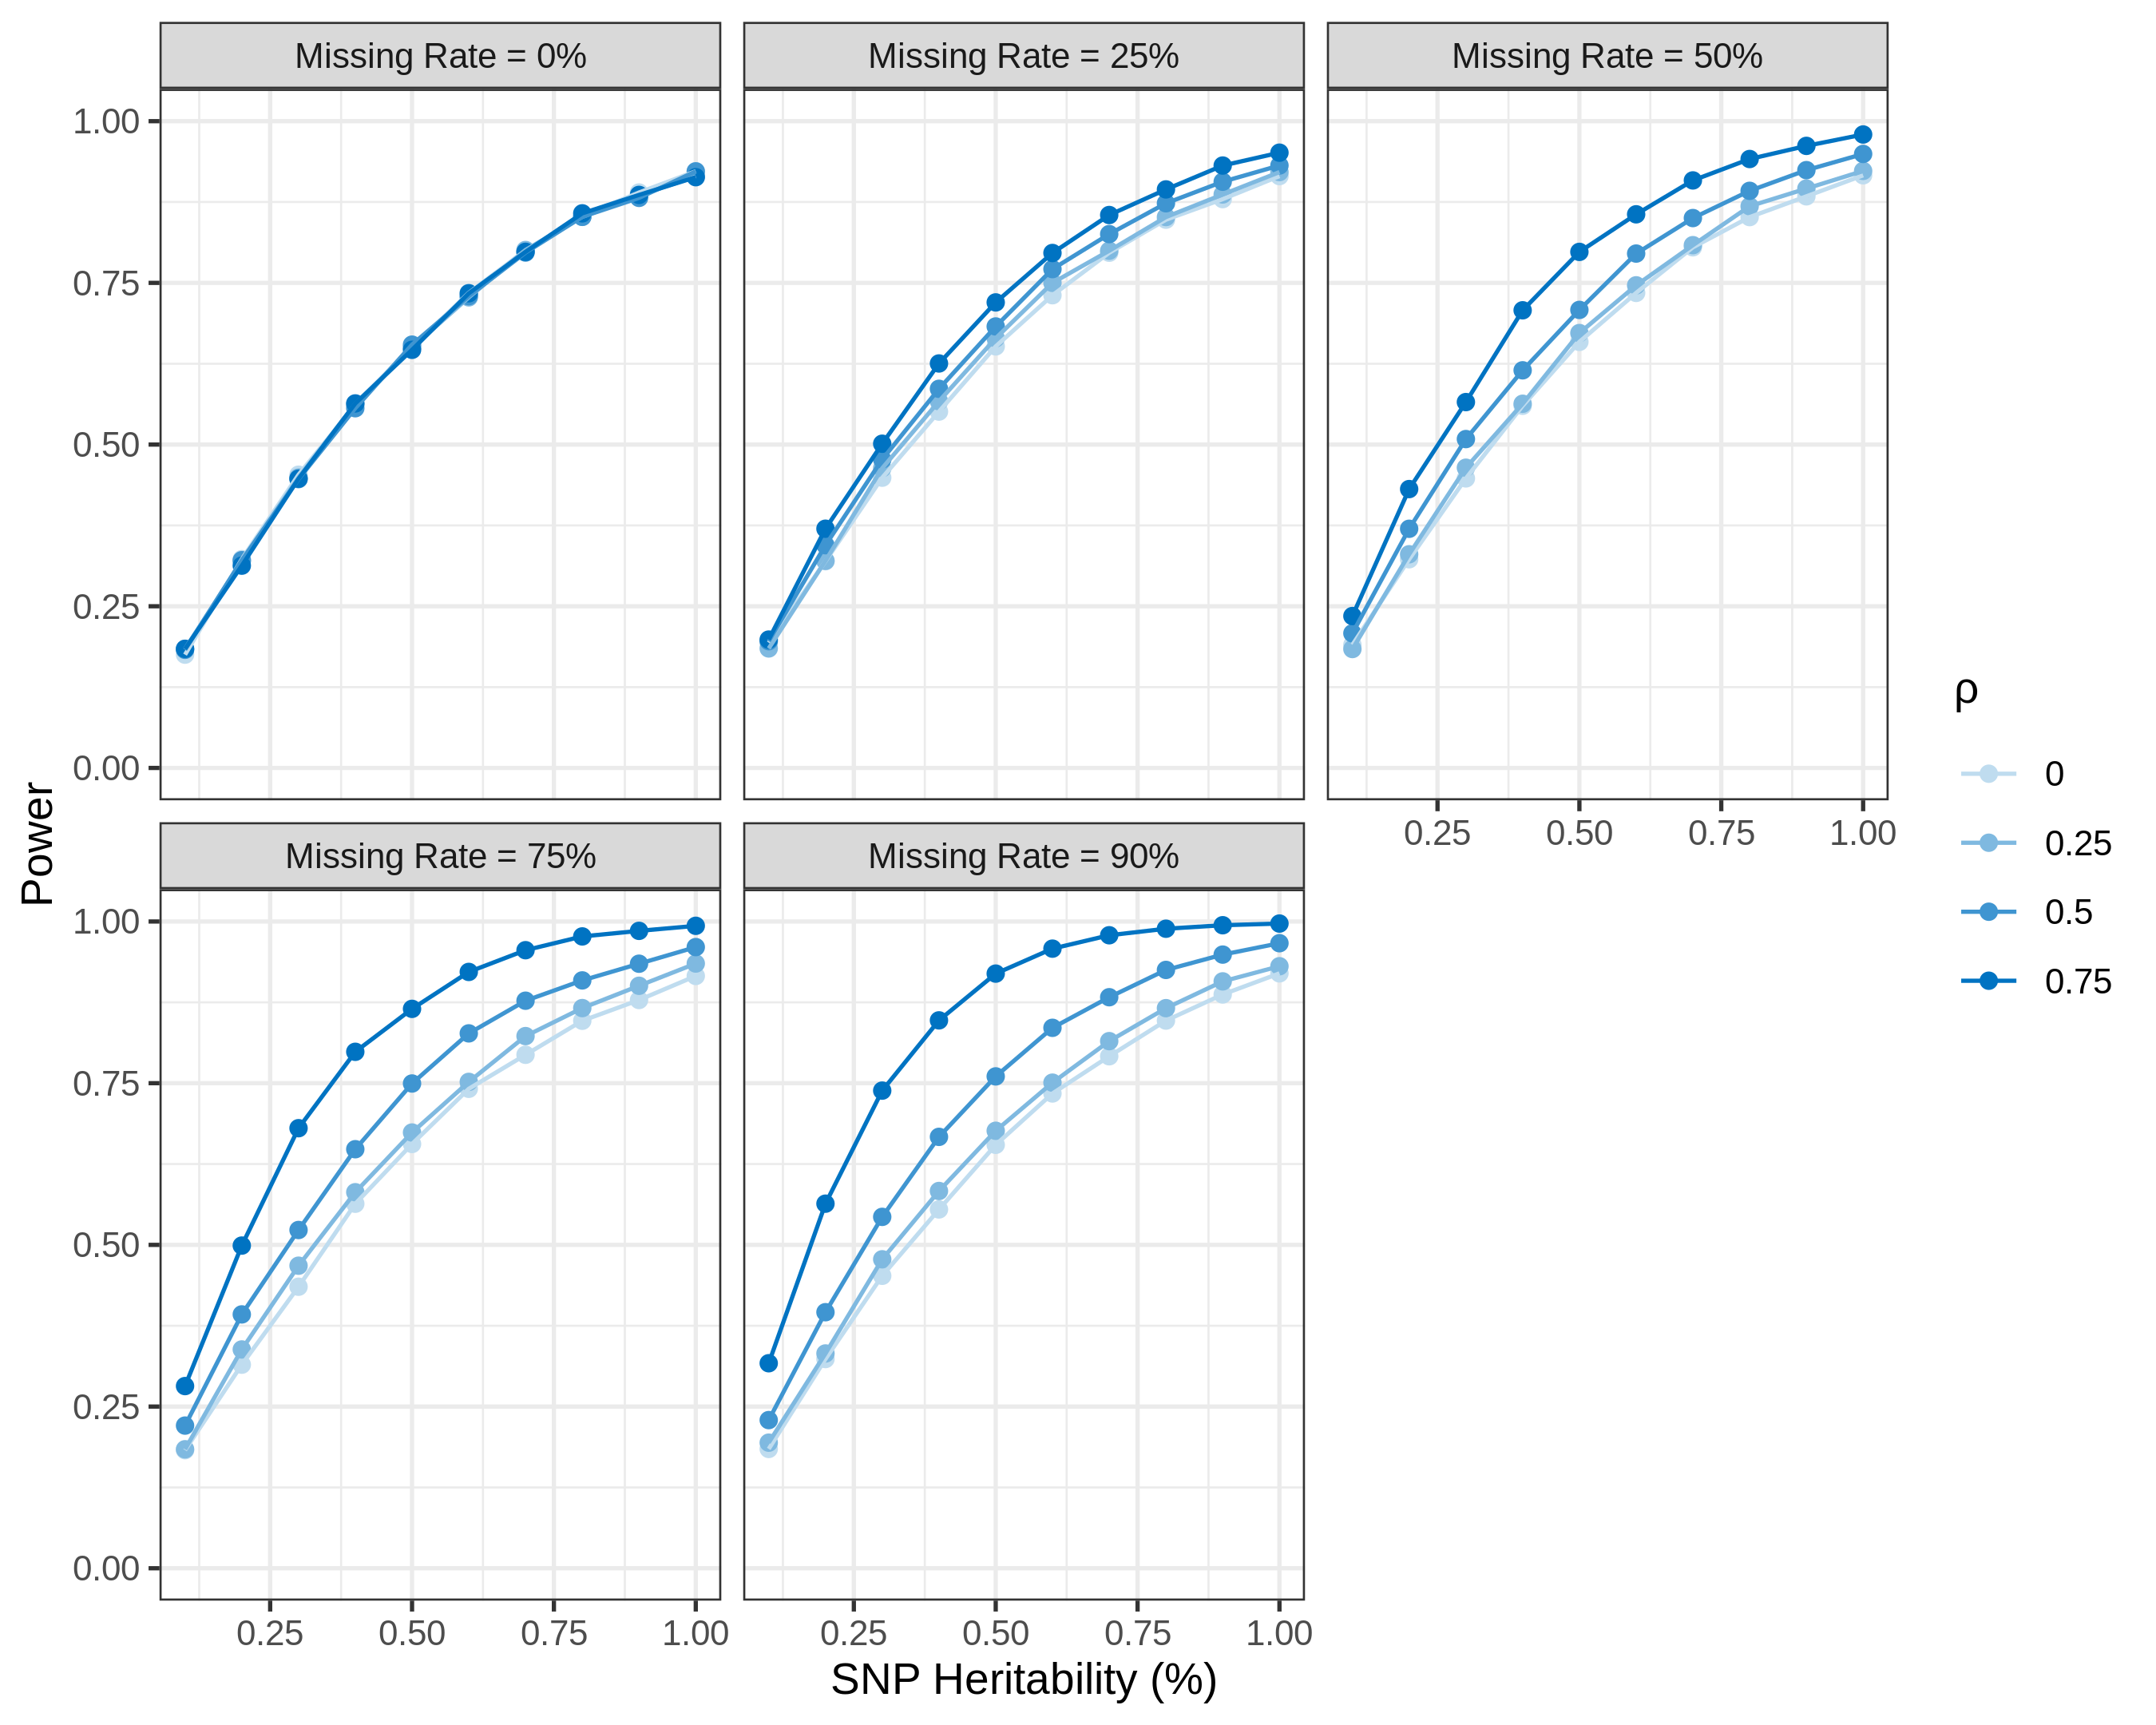 Missing Rate = 0%
Missing Rate = 25%
Missing Rate = 50%
1.00
0.75
0.50
0.25
0.00
0.25 0.50 0.75 1.00
Missing Rate = 75%
Missing Rate = 90%
1.00
0.75
0.50
0.25
0.00
0.25 0.50 0.75 1.00
0.25 0.50 0.75 1.00
Power
SNP Heritability (%)
ρ
0
0.25
0.5
0.75